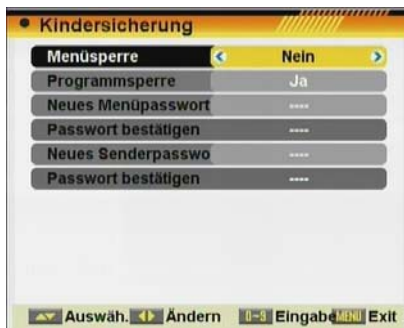 Kindersicherung
Menüsperre Nein
Programmsperre Ja
Neues Menüpasswort ----
Passwort bestätigen ----
Neues Senderpasswo ----
Passwort bestätigen ----
Auswäh. Ändern 0-9 Eingabe MENU Exit